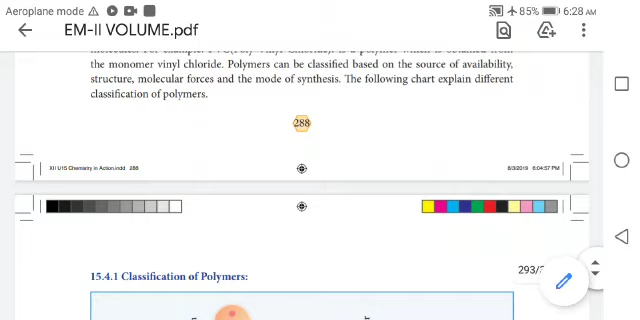 Aeroplane mode 85% 6:28 AM
EM-II VOLUME.pdf
the monomer vinyl chloride. Polymers can be classified based on the source of availability,
structure, molecular forces and the mode of synthesis. The following chart explain different
classification of polymers.
288
XII U15 Chemistry in Action.indd 288 8/3/2019 6:04:57 PM
15.4.1 Classification of Polymers:
293/